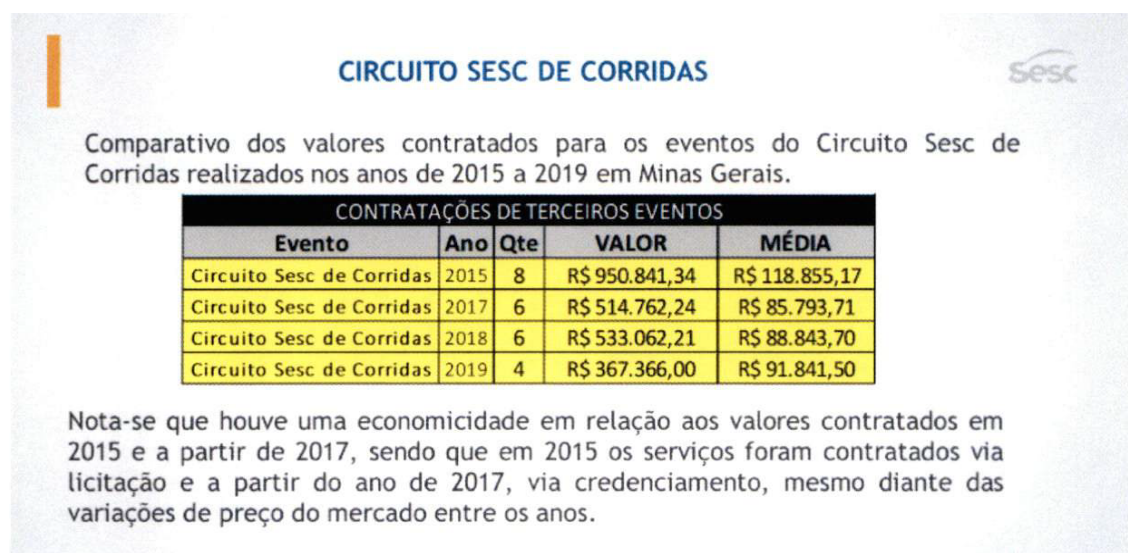 CIRCUITO SESC DE CORRIDAS
Sesc
Comparativo dos valores contratados para os eventos do Circuito Sesc de
Corridas realizados nos anos de 2015 a 2019 em Minas Gerais.
CONTRATAÇÕES DE TERCEIROS EVENTOS
Evento Ano Qte VALOR MÉDIA
Circuito Sesc de Corridas 2015 8 R$ 950.841,34 R$ 118.855,17
Circuito Sesc de Corridas 2017 6 R$ 514.762,24 R$ 85.793,71
Circuito Sesc de Corridas 2018 6 R$ 533.062,21 R$ 88.843,70
Circuito Sesc de Corridas 2019 4 R$ 367.366,00 R$ 91.841,50
Nota-se que houve uma economicidade em relação aos valores contratados em
2015 e a partir de 2017, sendo que em 2015 os serviços foram contratados via
licitação e a partir do ano de 2017, via credenciamento, mesmo diante das
variações de preço do mercado entre os anos.